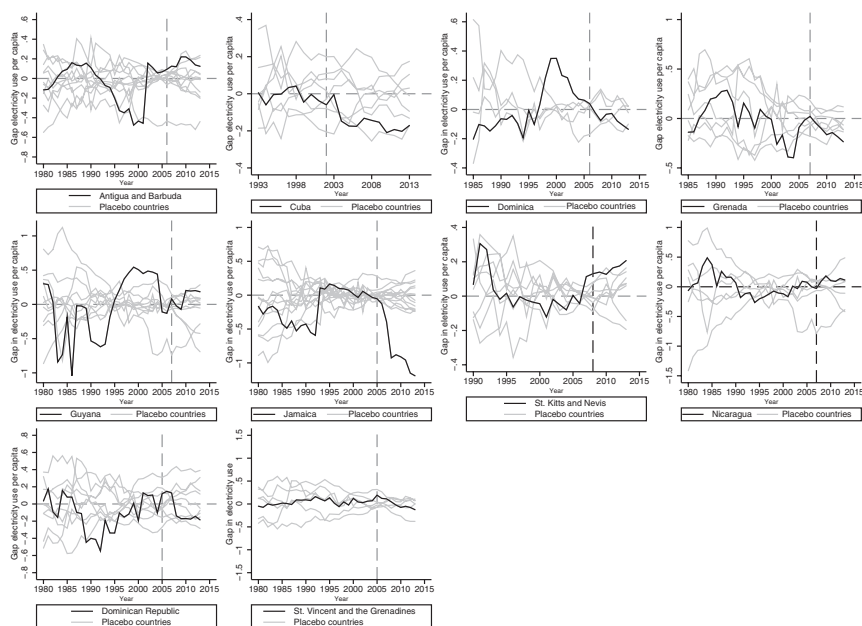 Gap electricity use per capita
.6
.4
.2
0
-.2
-.4
-.6
-.8
1980 1985 1990 1995 2000 2005 2010 2015
Year
Antigua and Barbuda
Placebo countries
Gap electricity use per capita
.4
.2
0
-.2
-.4
1993 1998 2003 2008 2013
Year
Cuba Placebo countries
Gap in electricity use per capita
.6
.4
.2
0
-.2
-.4
1985 1990 1995 2000 2005 2010 2015
Year
Dominica Placebo countries
Gap electricity use per capita
1
.5
0
-.5
1985 1990 1995 2000 2005 2010 2015
Year
Grenada Placebo countries
Gap in electricity use per capita
1
.5
0
-.5
-1
1980 1985 1990 1995 2000 2005 2010 2015
Year
Guyana Placebo countries
Gap in eletricity use per capita
1
.5
0
-.5
-1
1980 1985 1990 1995 2000 2005 2010 2015
Year
Jamaica Placebo countries
Gap in eletricity use per capita
.4
.2
0
-.2
-.4
1990 1995 2000 2005 2010 2015
Year
St. Kitts and Nevis
Placebo countries
Gap in electricity use per capita
1
.5
0
-.5
-1
-1.5
1980 1985 1990 1995 2000 2005 2010 2015
Year
Nicaragua Placebo countries
Gap electricity use per capita
.8
.6
.4
.2
0
-.2
-.4
-.6
-.8
1980 1985 1990 1995 2000 2005 2010 2015
Year
Dominican Republic
Placebo countries
Gap in electricity use
1.5
1
.5
0
-.5
-1
-1.5
1980 1985 1990 1995 2000 2005 2010 2015
Year
St. Vincent and the Grenadines
Placebo countries